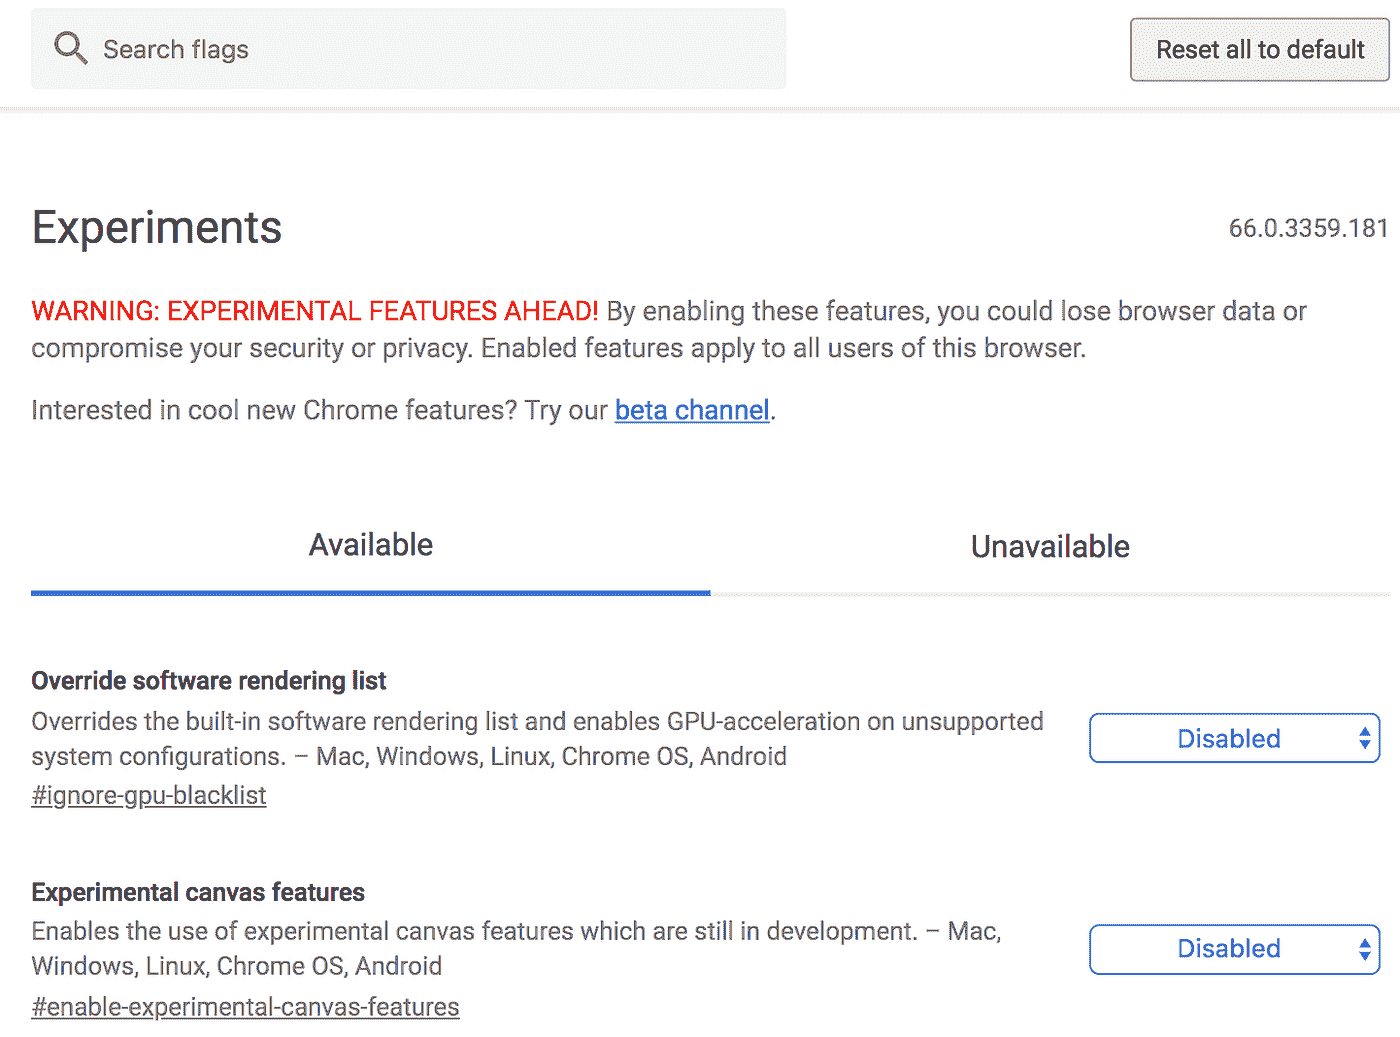 Search flags
Reset all to default
Experiments
66.0.3359.181
WARNING: EXPERIMENTAL FEATURES AHEAD! By enabling these features, you could lose browser data or
compromise your security or privacy. Enabled features apply to all users of this browser.
Interested in cool new Chrome features? Try our beta channel.
Available
Unavailable
Override software rendering list
Overrides the built-in software rendering list and enables GPU-acceleration on unsupported
system configurations. – Mac, Windows, Linux, Chrome OS, Android
#ignore-gpu-blacklist
Disabled
Experimental canvas features
Enables the use of experimental canvas features which are still in development. – Mac,
Windows, Linux, Chrome OS, Android
#enable-experimental-canvas-features
Disabled